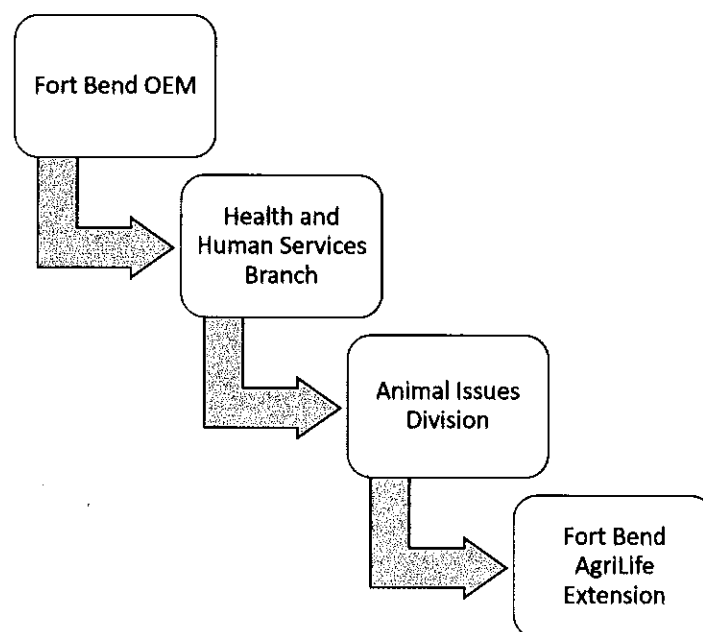 Fort Bend OEM
Health and
Human Services
Branch
Animal Issues
Division
Fort Bend
AgriLife
Extension